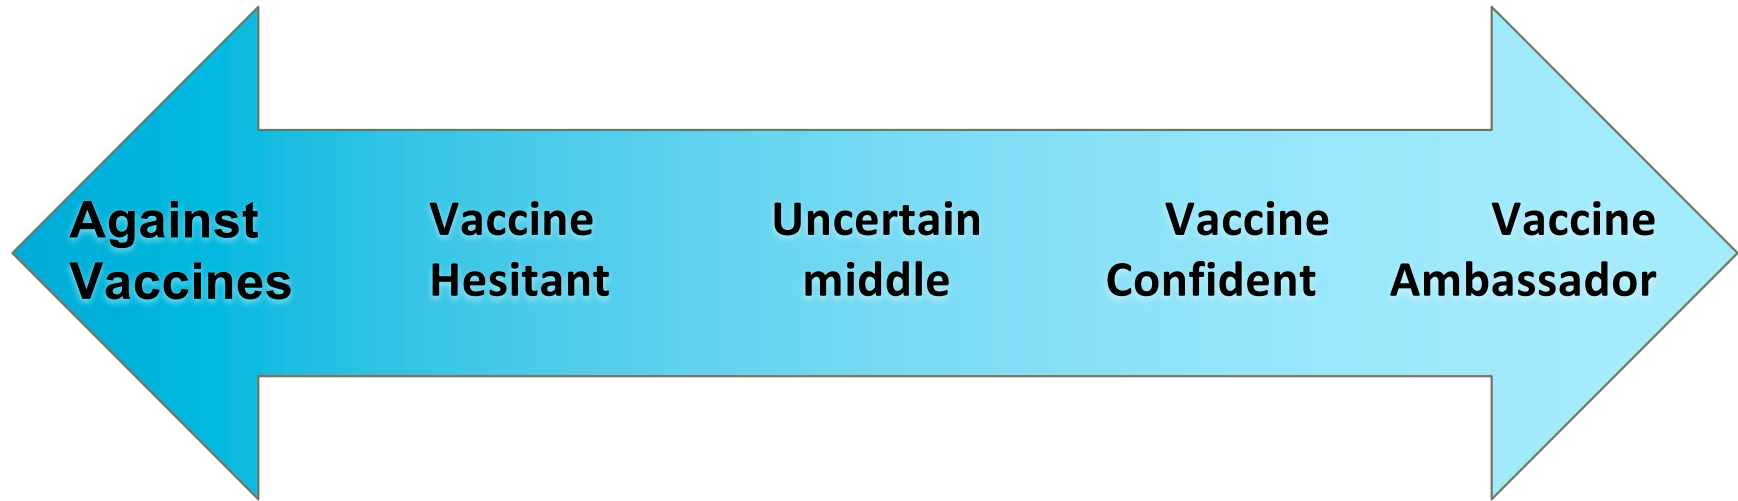 Against
Vaccines
Vaccine
Hesitant
Uncertain
middle
Vaccine
Confident
Vaccine
Ambassador